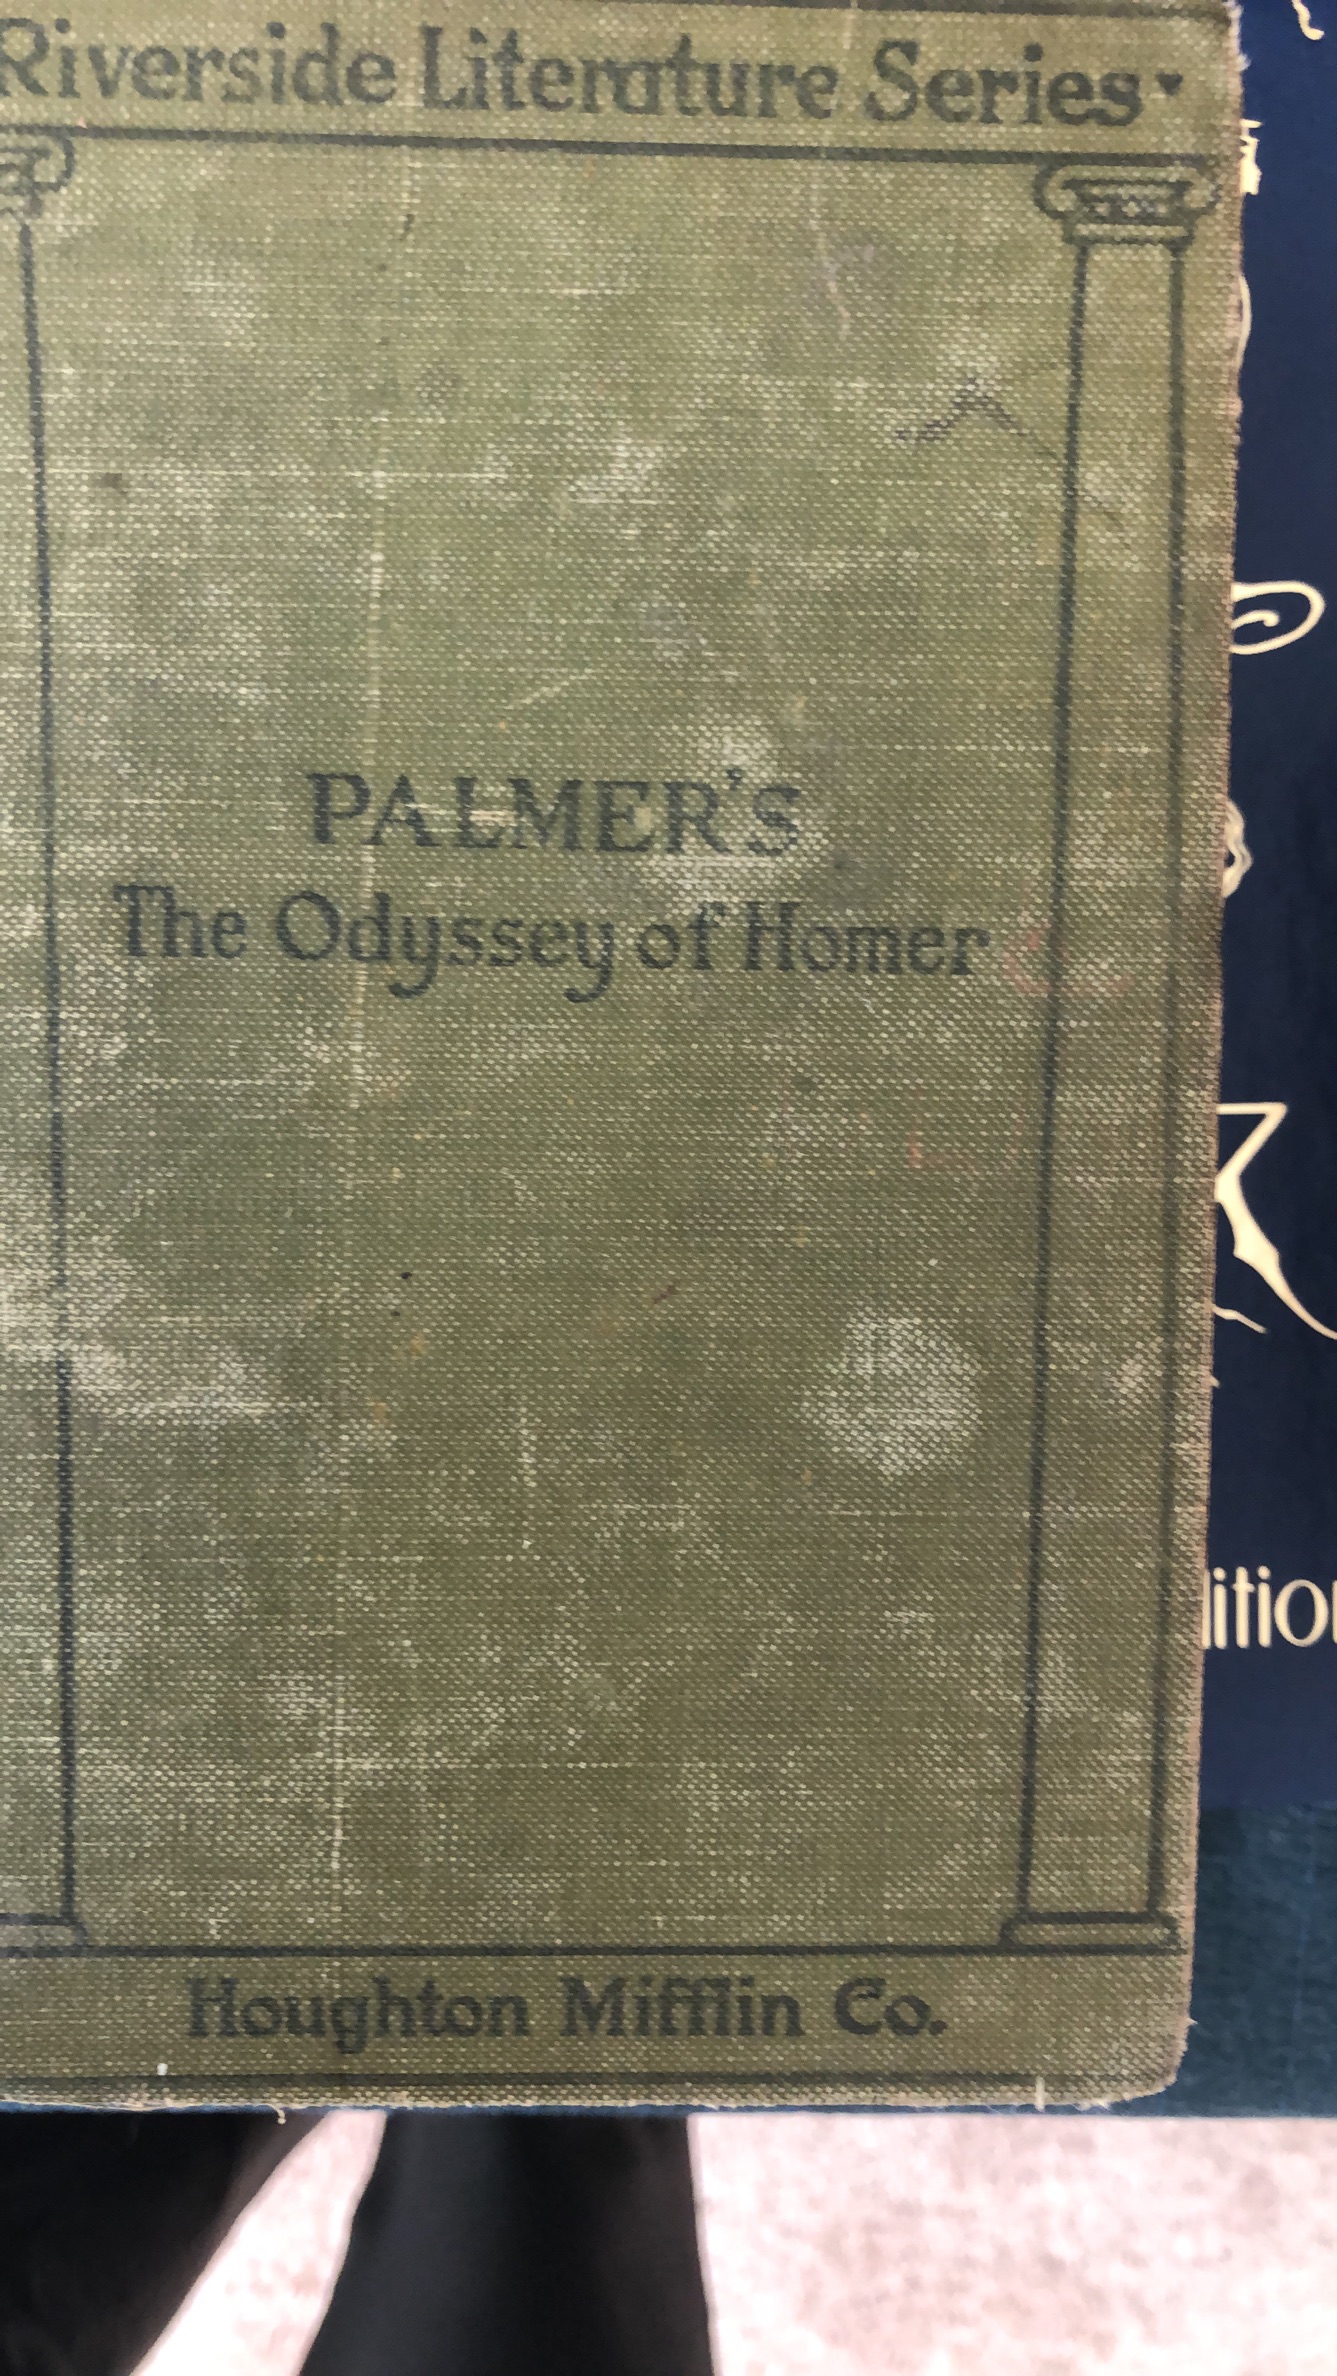 Riverside Literature Series
PALMER'S
The Odyssey of Homer
Houghton Mifflin Co.